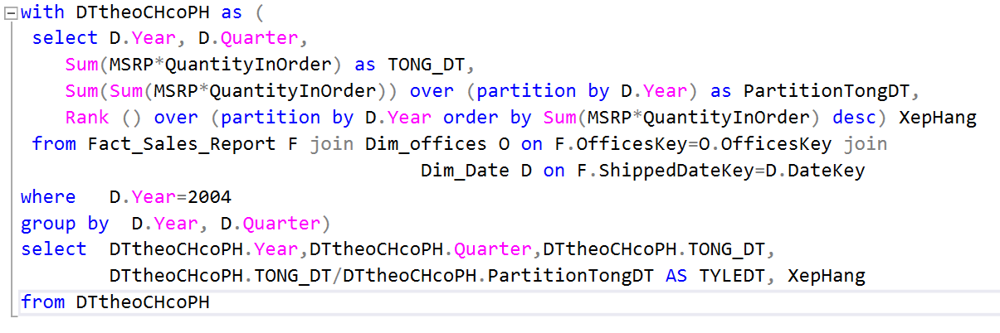 with DTtheoCHcoPH as (
select D.Year, D.Quarter,
Sum(MSRP*QuantityInOrder) as TONG_DT,
Sum(Sum(MSRP*QuantityInOrder)) over (partition by D.Year) as PartitionTongDT,
Rank () over (partition by D.Year order by Sum(MSRP*QuantityInOrder) desc) XepHang
from Fact_Sales_Report F join Dim_offices O on F.OfficesKey=O.OfficesKey join
Dim_Date D on F.ShippedDateKey=D.DateKey
where D.Year=2004
group by D.Year, D.Quarter)
select DTtheoCHcoPH.Year,DTtheoCHcoPH.Quarter,DTtheoCHcoPH.TONG_DT,
DTtheoCHcoPH.TONG_DT/DTtheoCHcoPH.PartitionTongDT AS TYLEDT, XepHang
from DTtheoCHcoPH